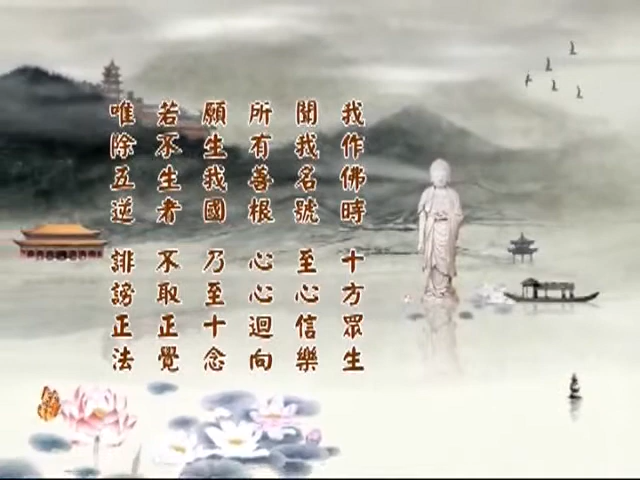 我作佛時 十方眾生
聞我名號 至心信樂
所有善根 心心迴向
願生我國 乃至十念
若不生者 不取正覺
唯除五逆 誹謗正法